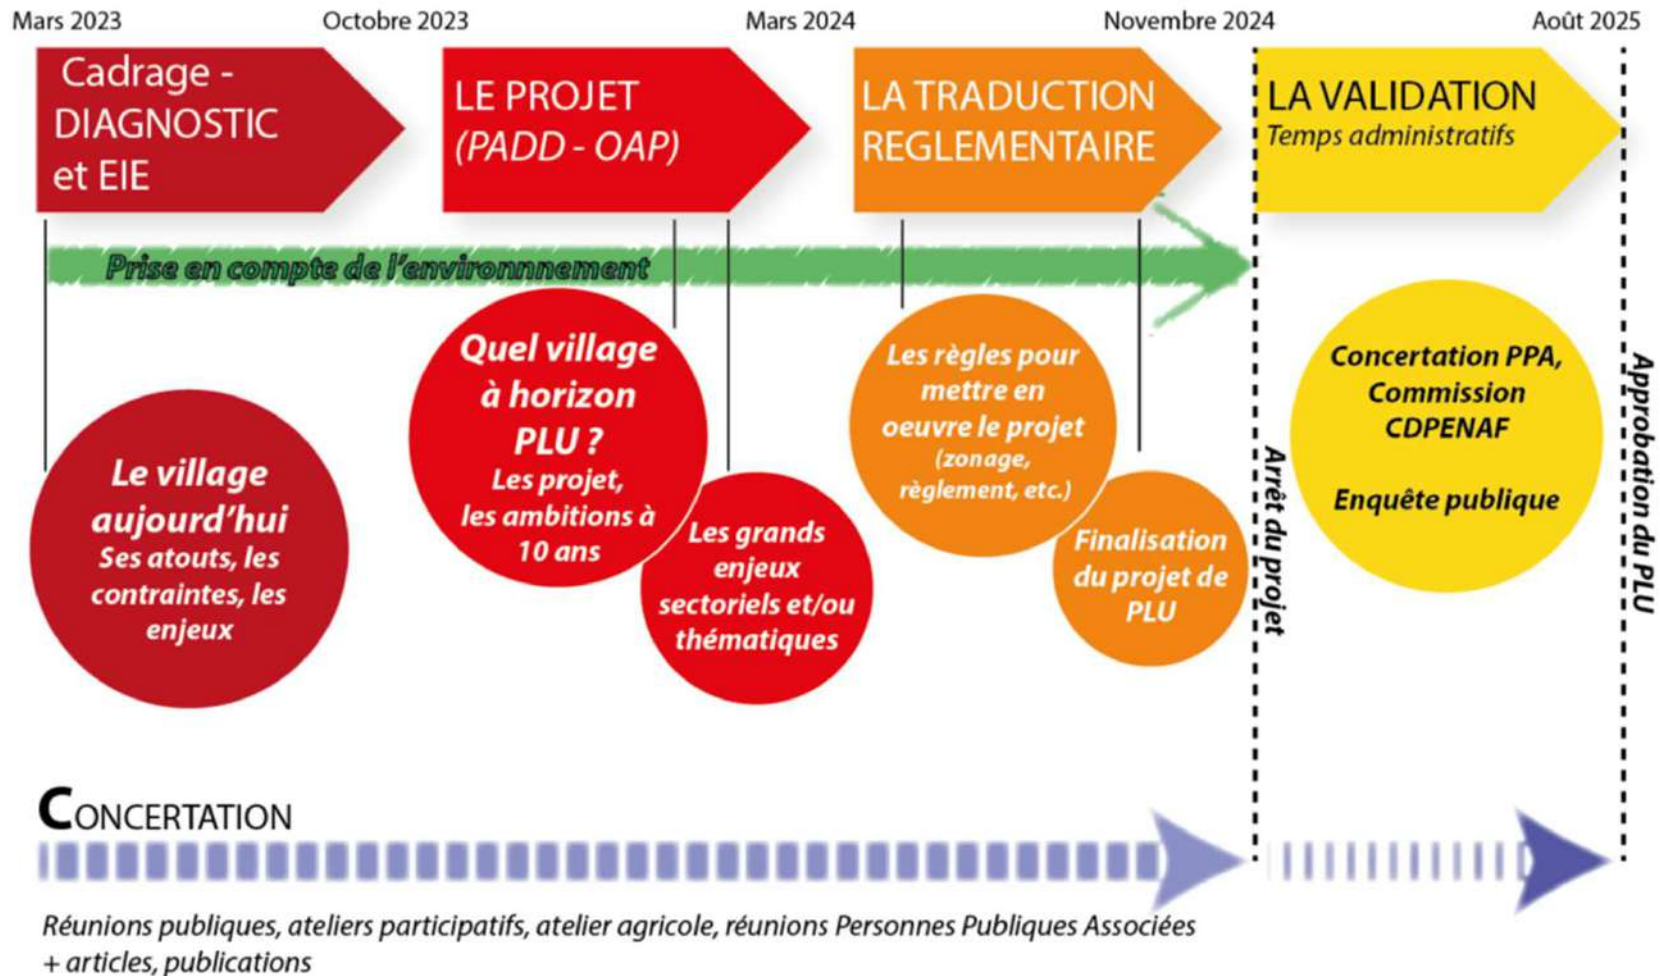 Mars 2023
Octobre 2023
Mars 2024
Novembre 2024
Août 2025
Cadrage -
DIAGNOSTIC
et EIE
LE PROJET
(PADD - OAP)
LA TRADUCTION
REGLEMENTAIRE
LA VALIDATION
Temps administratifs
Prise en compte de l'environnnement
Le village
aujourd'hui
Ses atouts, les
contraintes, les
enjeux
Quel village
à horizon
PLU ?
Les projet,
les ambitions à
10 ans
Les grands
enjeux
sectoriels et/ou
thématiques
Les règles pour
mettre en
oeuvre le projet
(zonage,
règlement, etc.)
Finalisation
du projet de
PLU
Arrêt du projet
Concertation PPA,
Commission
CDPENAF
Enquête publique
Approbation du PLU
CONCERTATION
Réunions publiques, ateliers participatifs, atelier agricole, réunions Personnes Publiques Associées
+ articles, publications